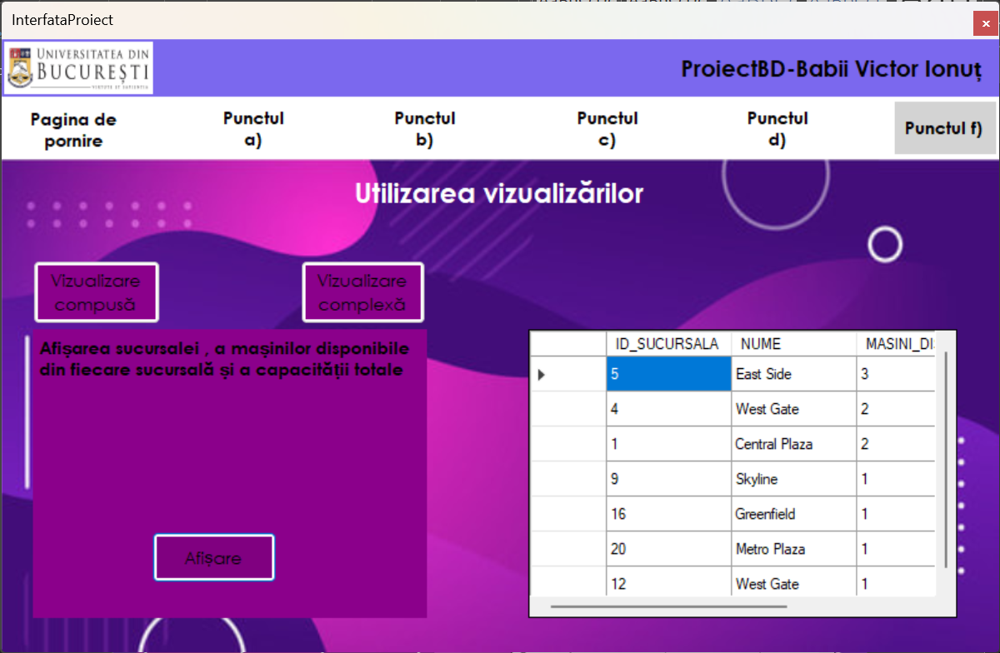 InterfataProiect
UNIVERSITATEA DIN
BUCUREȘTI
VIRTUTE ET SAPIENTIA
ProiectBD-Babii Victor Ionuț
Pagina de
pornire
Punctul
a)
Punctul
b)
Punctul
c)
Punctul
d)
Punctul f)
Utilizarea vizualizărilor
Vizualizare
compusă
Vizualizare
complexă
Afișarea sucursalei , a mașinilor disponibile
din fiecare sucursală și a capacității totale
Afișare
ID_SUCURSALA NUME MASINI_DI
5 East Side 3
4 West Gate 2
1 Central Plaza 2
9 Skyline 1
16 Greenfield 1
20 Metro Plaza 1
12 West Gate 1